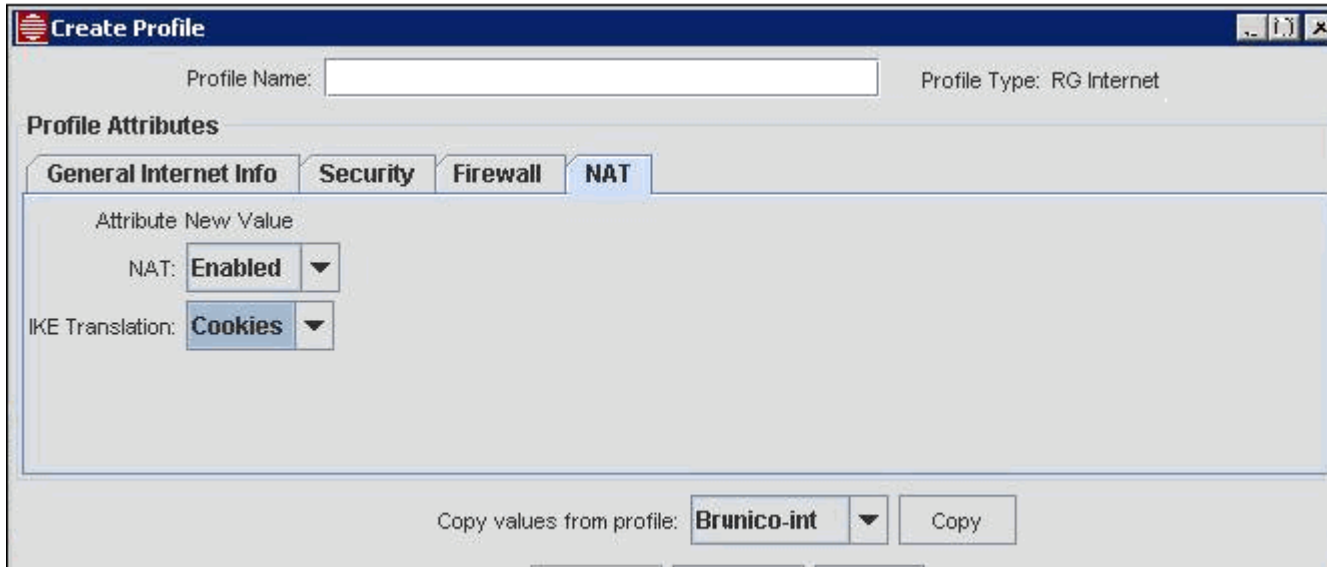 Create Profile
Profile Name: Profile Type: RG Internet
Profile Attributes
General Internet Info Security Firewall NAT
Attribute New Value
NAT: Enabled
IKE Translation: Cookies
Copy values from profile: Brunico-int Copy